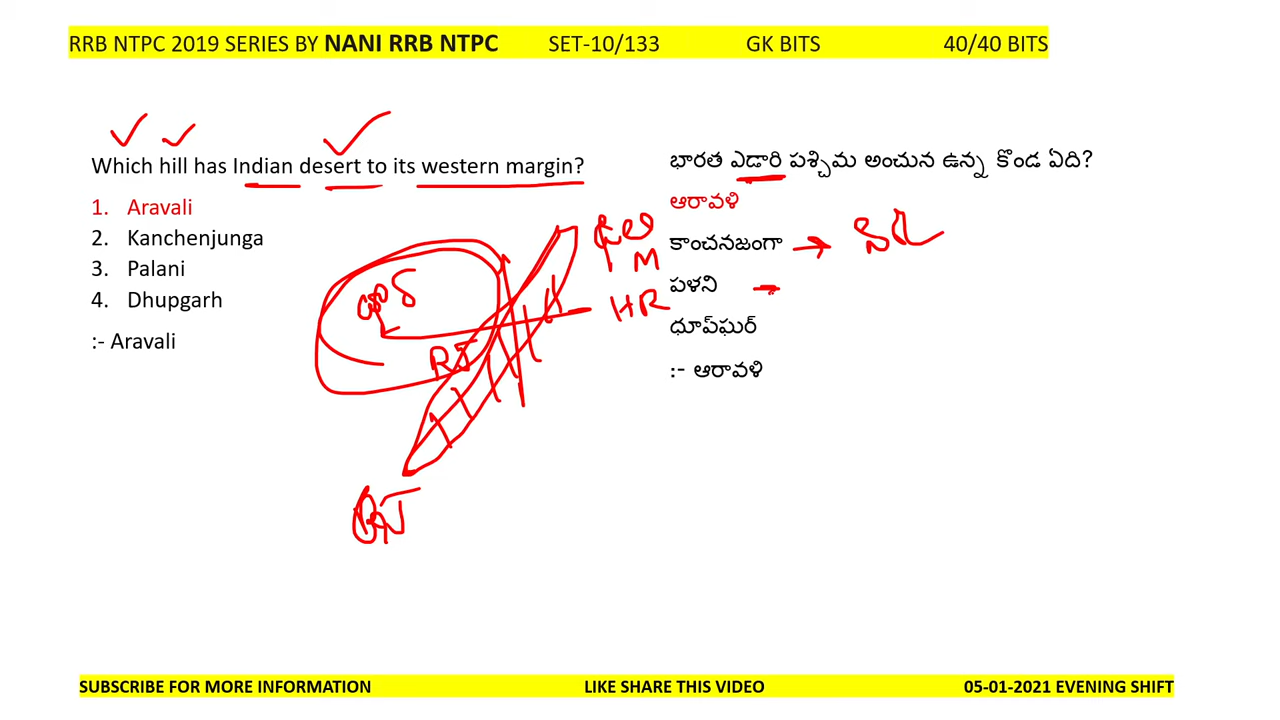 RRB NTPC 2019 SERIES BY NANI RRB NTPC SET-10/133 GK BITS 40/40 BITS
Which hill has Indian desert to its western margin?
1. Aravali
2. Kanchenjunga
3. Palani
4. Dhupgarh
:- Aravali
భారత ఎడారి పశ్చిమ అంచున ఉన్న కొండ ఏది?
ఆరావళి
కాంచనజంగా
పళని
ధూప్‌ఘర్
:- ఆరావళి
M
HR
RJ
SUBSCRIBE FOR MORE INFORMATION LIKE SHARE THIS VIDEO 05-01-2021 EVENING SHIFT